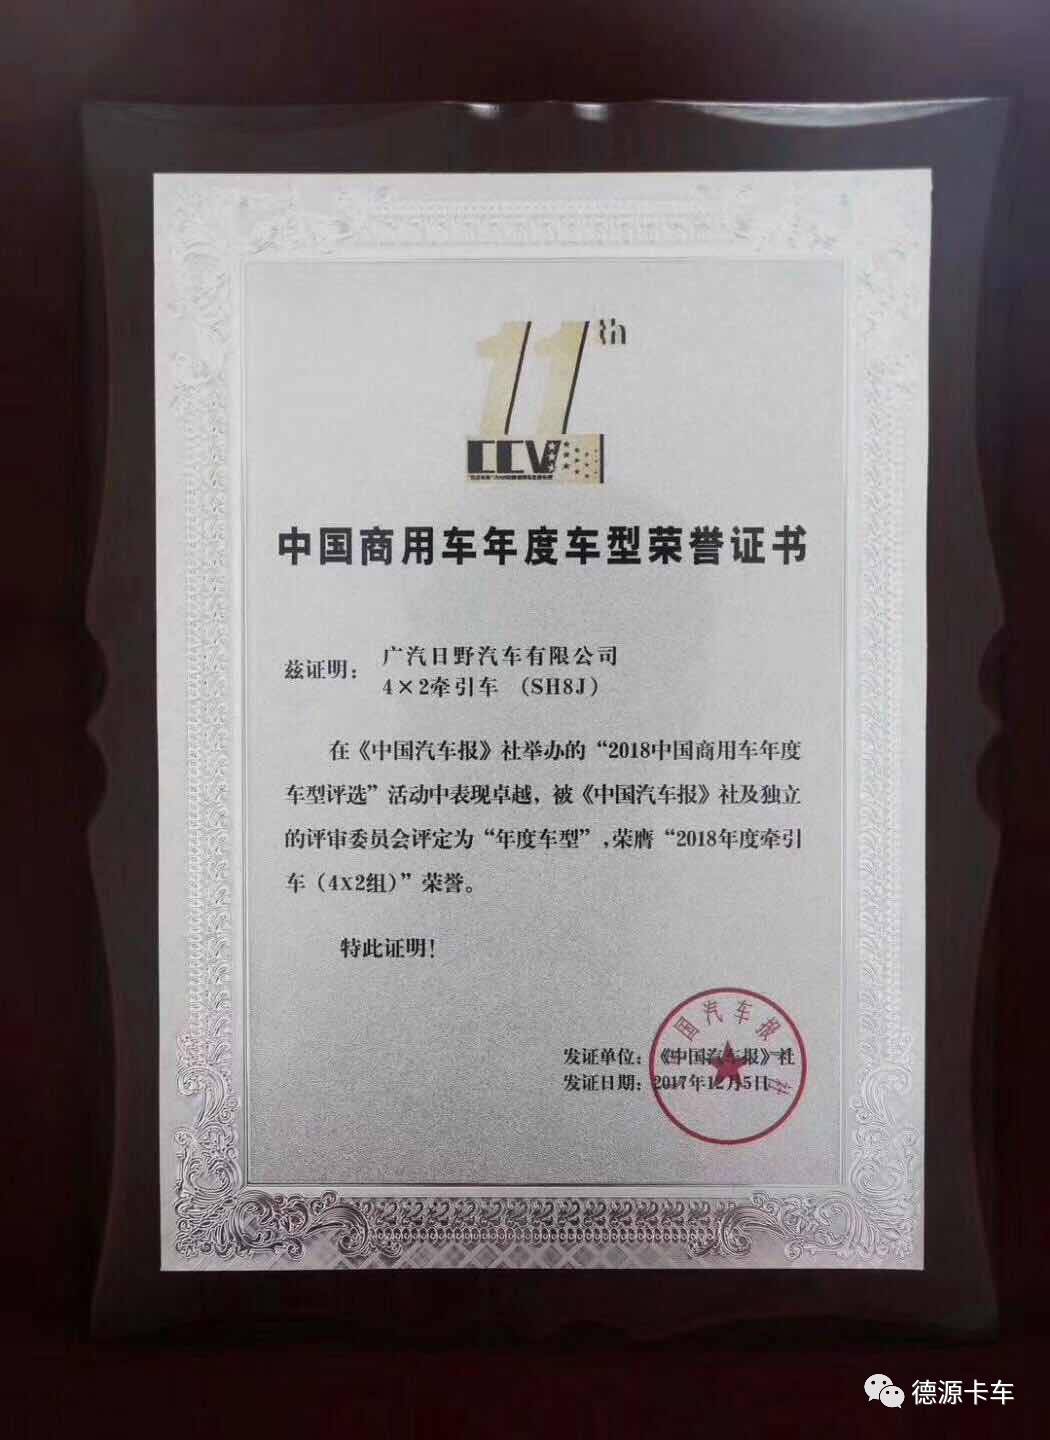 11th
CCV
中国商用车年度车型荣誉证书
兹证明：
广汽日野汽车有限公司
4×2牵引车 （SH8J）
在《中国汽车报》社举办的“2018中国商用车年度
车型评选”活动中表现卓越，被《中国汽车报》社及独立
的评审委员会评定为“年度车型”,荣膺“2018年度牵引
车（4x2组）”荣誉。
特此证明！
国汽车报社
发证单位：《中国汽车报》社
发证日期：2017年12月5日
德源卡车